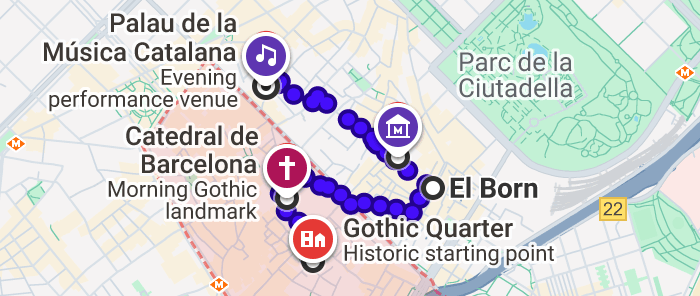 Palau de la
Música Catalana
Evening
performance venue
Parc de la
Ciutadella
M
Catedral de
Barcelona
Morning Gothic
landmark
El Born
22
Gothic Quarter
Historic starting point